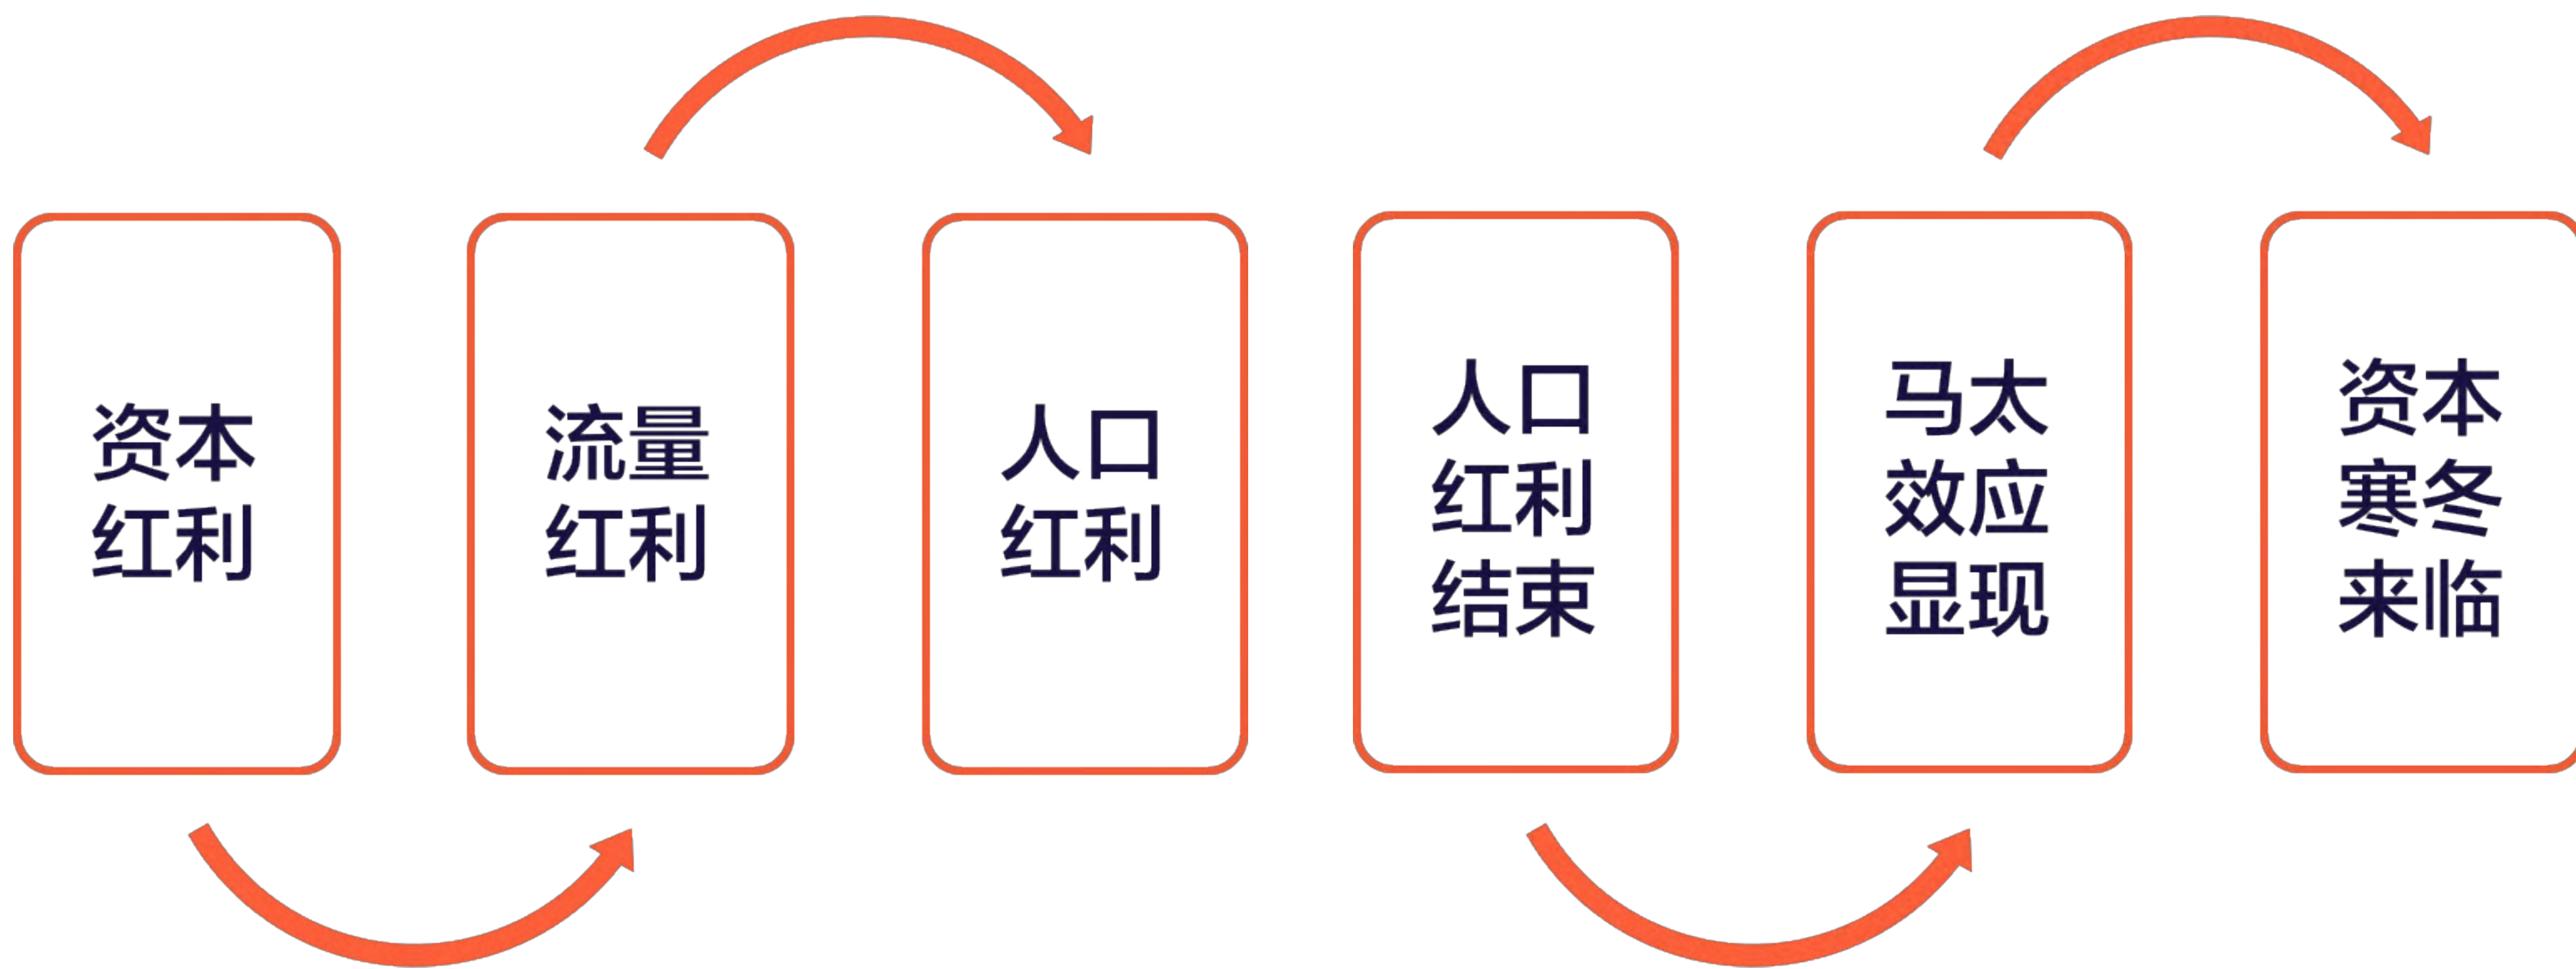 资本
红利
流量
红利
人口
红利
人口
红利
结束
马太
效应
显现
资本
寒冬
来临